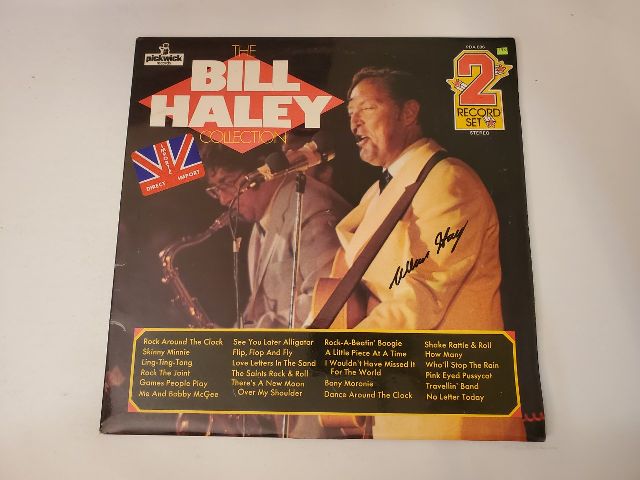 pickwick
records
THE
BILL
HALEY
COLLECTION
2
RECORD
SET
STEREO
IMPORTÉ
DIRECT IMPORT
Rock Around The Clock
Skinny Minnie
Ling-Ting-Tong
Rock The Joint
Games People Play
Me And Bobby McGee
See You Later Alligator
Flip, Flop And Fly
Love Letters In The Sand
The Saints Rock & Roll
There's A New Moon
Over My Shoulder
Rock-A-Beatin' Boogie
A Little Piece At A Time
I Wouldn't Have Missed It
For The World
Bony Moronie
Dance Around The Clock
Shake Rattle & Roll
How Many
Who'll Stop The Rain
Pink Eyed Pussycat
Travellin' Band
No Letter Today